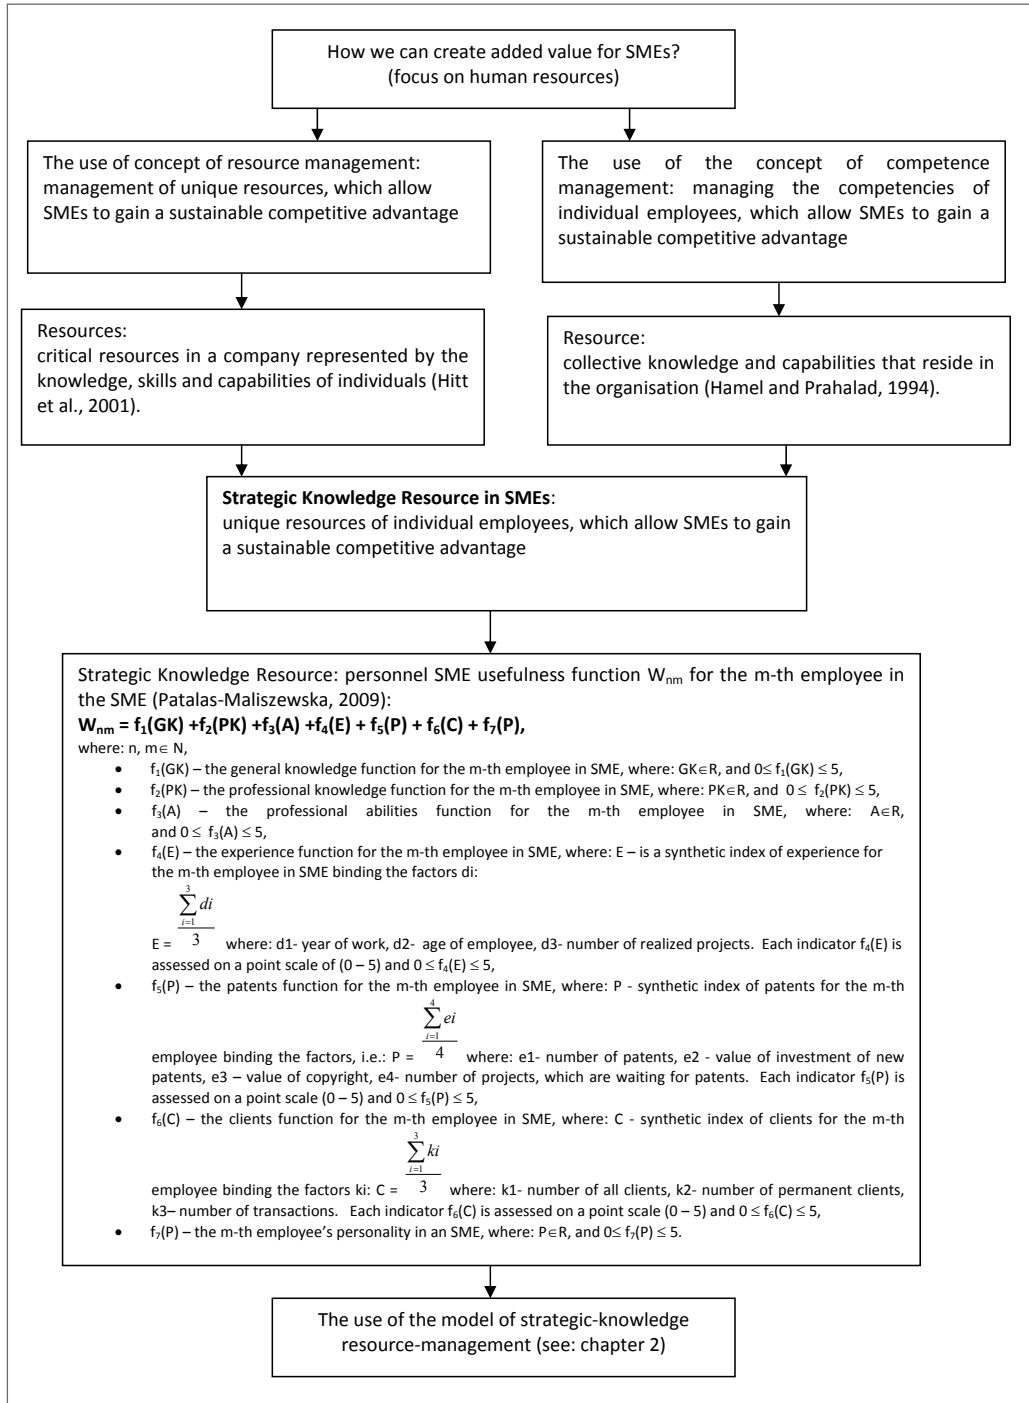 How we can create added value for SMEs?
(focus on human resources)
The use of concept of resource management:
management of unique resources, which allow
SMEs to gain a sustainable competitive advantage
The use of the concept of competence
management: managing the competencies of
individual employees, which allow SMEs to gain a
sustainable competitive advantage
Resources:
critical resources in a company represented by the
knowledge, skills and capabilities of individuals (Hitt
et al., 2001).
Resource:
collective knowledge and capabilities that reside in
the organisation (Hamel and Prahalad, 1994).
Strategic Knowledge Resource in SMEs:
unique resources of individual employees, which allow SMEs to gain
a sustainable competitive advantage
Strategic Knowledge Resource: personnel SME usefulness function Wnm for the m-th employee in
the SME (Patalas-Maliszewska, 2009):
Wnm = f1(GK) +f2(PK) +f3(A) +f4(E) + f5(P) + f6(C) + f7(P),
where: n, m∈ N,
• f1(GK) – the general knowledge function for the m-th employee in SME, where: GK∈R, and 0≤ f1(GK) ≤ 5,
• f2(PK) – the professional knowledge function for the m-th employee in SME, where: PK∈R, and 0 ≤ f2(PK) ≤ 5,
• f3(A) – the professional abilities function for the m-th employee in SME, where: A∈R,
and 0 ≤ f3(A) ≤ 5,
• f4(E) – the experience function for the m-th employee in SME, where: E – is a synthetic index of experience for
the m-th employee in SME binding the factors di:
E = ∑(i=1 to 3) di / 3 where: d1- year of work, d2- age of employee, d3- number of realized projects. Each indicator f4(E) is
assessed on a point scale of (0 – 5) and 0 ≤ f4(E) ≤ 5,
• f5(P) – the patents function for the m-th employee in SME, where: P - synthetic index of patents for the m-th
employee binding the factors, i.e.: P = ∑(i=1 to 4) ei / 4 where: e1- number of patents, e2 - value of investment of new
patents, e3 – value of copyright, e4- number of projects, which are waiting for patents. Each indicator f5(P) is
assessed on a point scale (0 – 5) and 0 ≤ f5(P) ≤ 5,
• f6(C) – the clients function for the m-th employee in SME, where: C - synthetic index of clients for the m-th
employee binding the factors ki: C = ∑(i=1 to 3) ki / 3 where: k1- number of all clients, k2- number of permanent clients,
k3– number of transactions. Each indicator f6(C) is assessed on a point scale (0 – 5) and 0 ≤ f6(C) ≤ 5,
• f7(P) – the m-th employee’s personality in an SME, where: P∈R, and 0≤ f7(P) ≤ 5.
The use of the model of strategic-knowledge
resource-management (see: chapter 2)